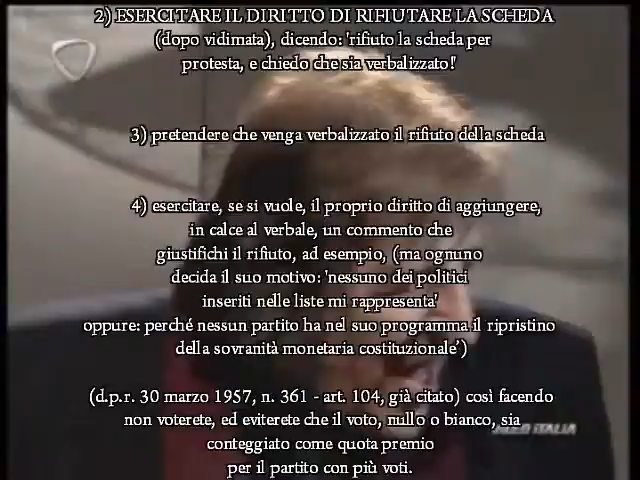 2) ESERCITARE IL DIRITTO DI RIFIUTARE LA SCHEDA
(dopo vidimata), dicendo: 'rifiuto la scheda per
protesta, e chiedo che sia verbalizzato!'
3) pretendere che venga verbalizzato il rifiuto della scheda
4) esercitare, se si vuole, il proprio diritto di aggiungere,
in calce al verbale, un commento che
giustifichi il rifiuto, ad esempio, (ma ognuno
decida il suo motivo: 'nessuno dei politici
inseriti nelle liste mi rappresenta'
oppure: perché nessun partito ha nel suo programma il ripristino
della sovranità monetaria costituzionale')
(d.p.r. 30 marzo 1957, n. 361 - art. 104, già citato) così facendo
non voterete, ed eviterete che il voto, nullo o bianco, sia
conteggiato come quota premio
per il partito con più voti.
ITALIA